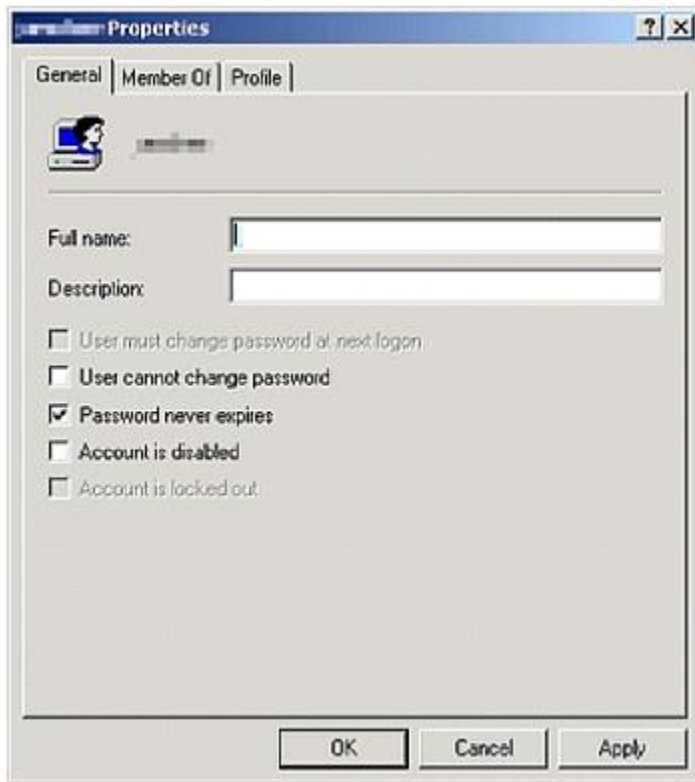 Properties
General Member Of Profile
Full name:
Description:
User must change password at next logon
User cannot change password
Password never expires
Account is disabled
Account is locked out
OK Cancel Apply